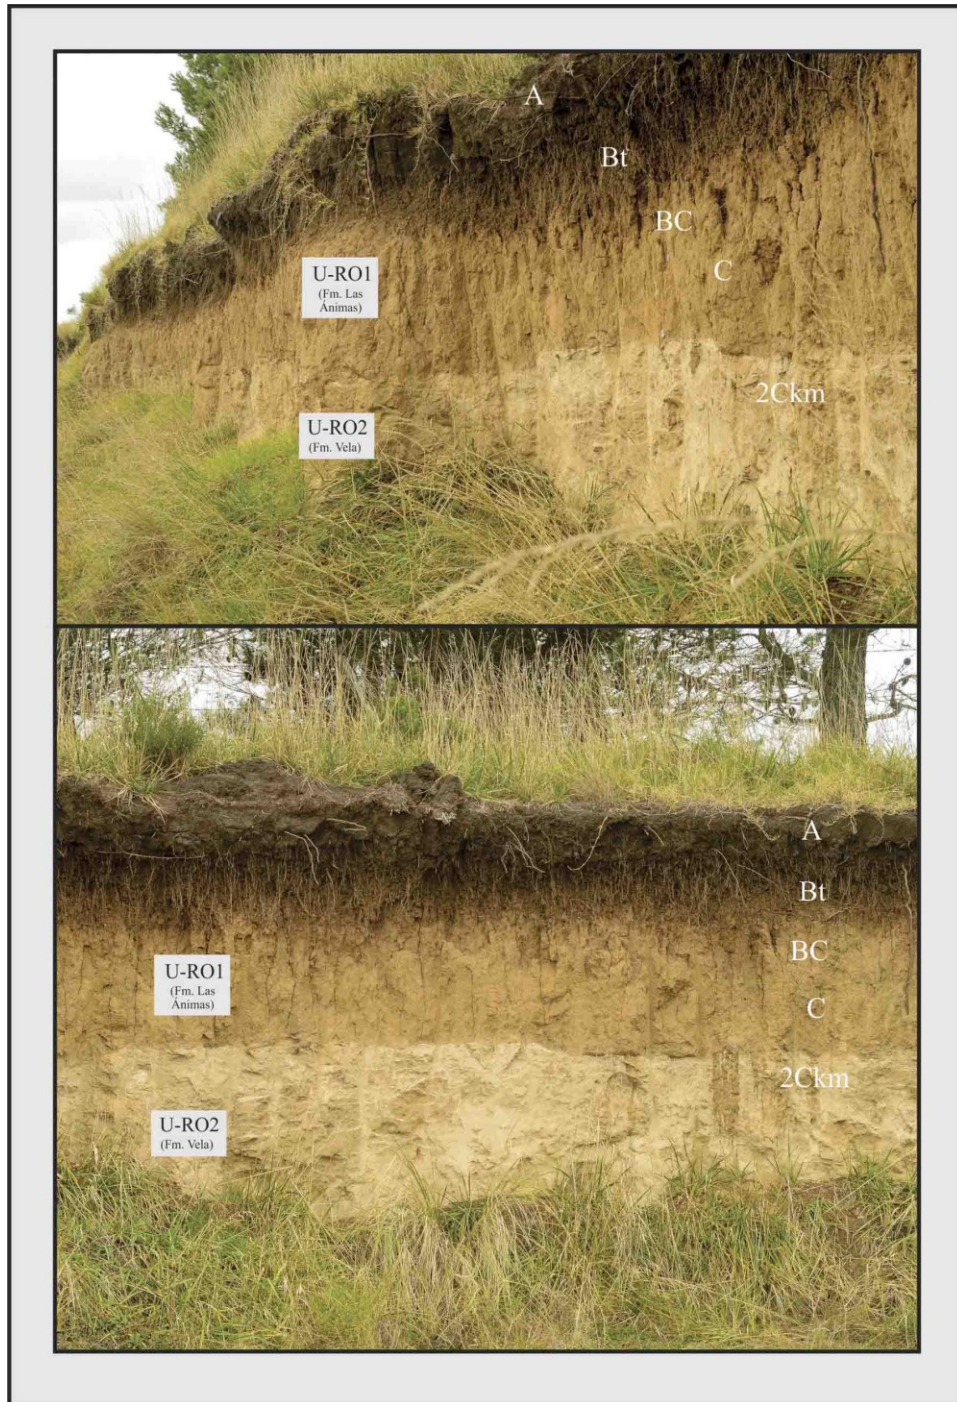 A
Bt
BC
U-RO1
(Fm. Las
Ánimas)
C
2Ckm
U-RO2
(Fm. Vela)
A
Bt
BC
U-RO1
(Fm. Las
Ánimas)
C
2Ckm
U-RO2
(Fm. Vela)